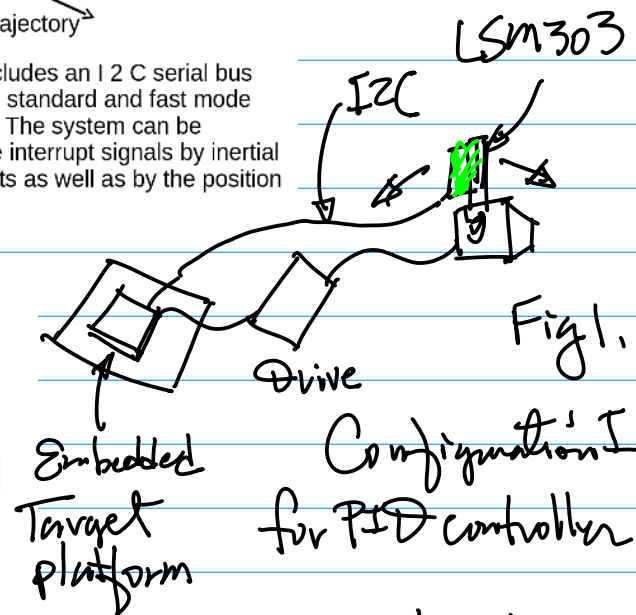 ajectory
cludes an I 2 C serial bus
standard and fast mode
The system can be
e interrupt signals by inertial
ts as well as by the position
LSM303
I2C
Fig1.
Drive
Configuration I
for PID controller
Embedded
Target
platform